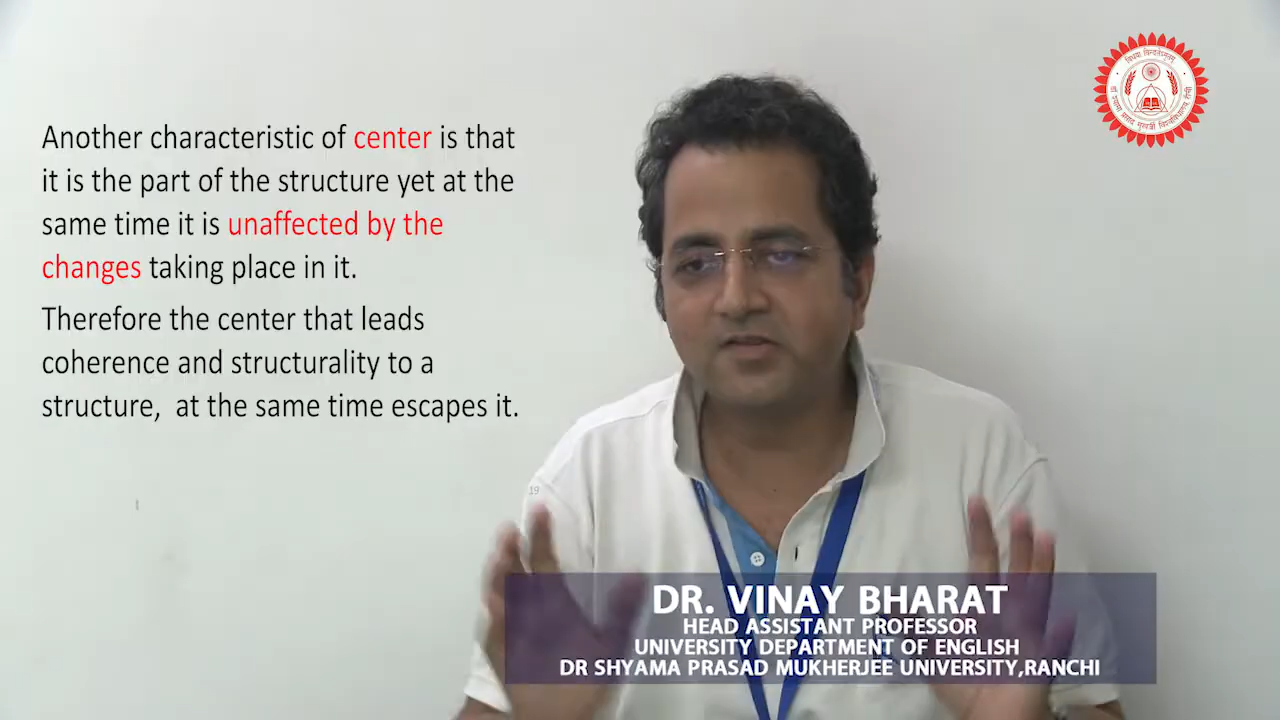 Another characteristic of center is that
it is the part of the structure yet at the
same time it is unaffected by the
changes taking place in it.
Therefore the center that leads
coherence and structurality to a
structure, at the same time escapes it.
19
DR. VINAY BHARAT
HEAD ASSISTANT PROFESSOR
UNIVERSITY DEPARTMENT OF ENGLISH
DR SHYAMA PRASAD MUKHERJEE UNIVERSITY,RANCHI